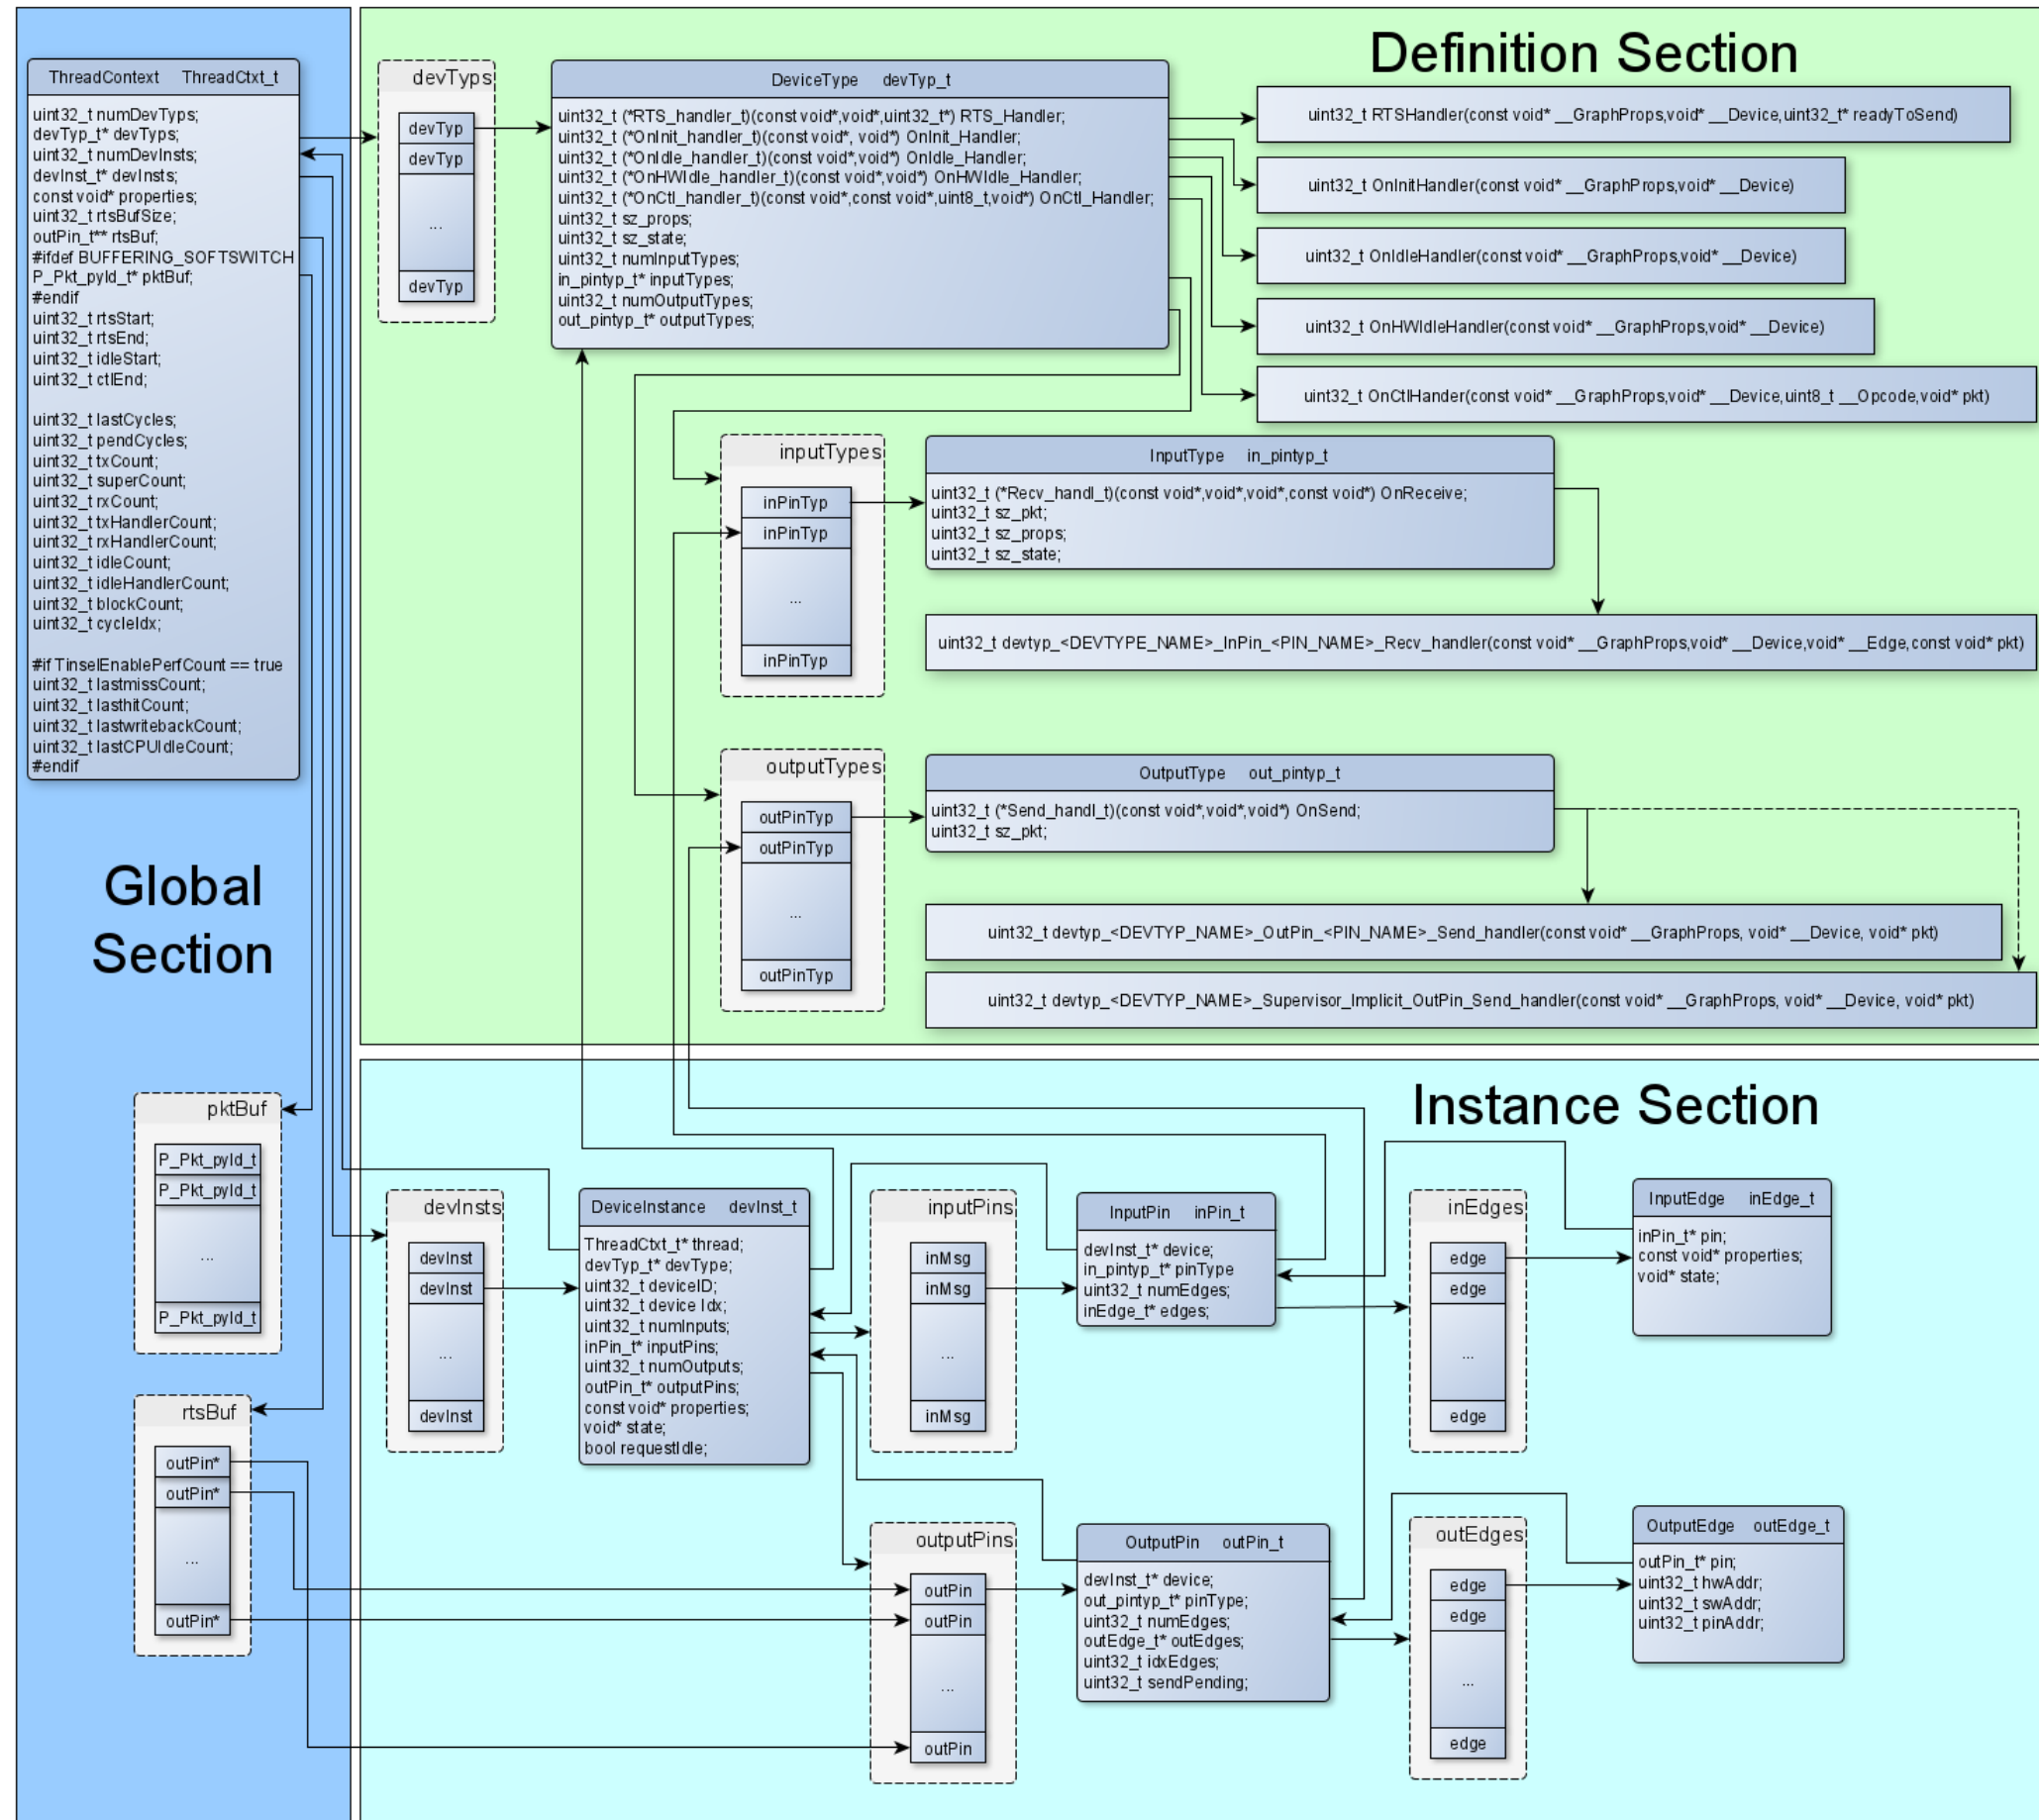 Global
Section
ThreadContext ThreadCtxt_t
uint32_t numDevTyps;
devTyp_t* devTyps;
uint32_t numDevInsts;
devInst_t* devInsts;
const void* properties;
uint32_t rtsBufSize;
outPin_t** rtsBuf;
#ifdef BUFFERING_SOFTSWITCH
P_Pkt_pyld_t* pktBuf;
#endif
uint32_t rtsStart;
uint32_t rtsEnd;
uint32_t idleStart;
uint32_t ctlEnd;
uint32_t lastCycles;
uint32_t pendCycles;
uint32_t txCount;
uint32_t superCount;
uint32_t rxCount;
uint32_t txHandlerCount;
uint32_t rxHandlerCount;
uint32_t idleCount;
uint32_t idleHandlerCount;
uint32_t blockCount;
uint32_t cycleIdx;
#if TinselEnablePerfCount == true
uint32_t lastmissCount;
uint32_t lasthitCount;
uint32_t lastwritebackCount;
uint32_t lastCPUIdleCount;
#endif
pktBuf
P_Pkt_pyld_t
P_Pkt_pyld_t
...
P_Pkt_pyld_t
rtsBuf
outPin*
outPin*
...
outPin*
Definition Section
devTyps
devTyp
devTyp
...
devTyp
DeviceType devTyp_t
uint32_t (*RTS_handler_t)(const void*,void*,uint32_t*) RTS_Handler;
uint32_t (*OnInit_handler_t)(const void*, void*) OnInit_Handler;
uint32_t (*OnIdle_handler_t)(const void*,void*) OnIdle_Handler;
uint32_t (*OnHWIdle_handler_t)(const void*,void*) OnHWIdle_Handler;
uint32_t (*OnCtl_handler_t)(const void*,const void*,uint8_t,void*) OnCtl_Handler;
uint32_t sz_props;
uint32_t sz_state;
uint32_t numInputTypes;
in_pintyp_t* inputTypes;
uint32_t numOutputTypes;
out_pintyp_t* outputTypes;
uint32_t RTSHandler(const void* __GraphProps,void* __Device,uint32_t* readyToSend)
uint32_t OnInitHandler(const void* __GraphProps,void* __Device)
uint32_t OnIdleHandler(const void* __GraphProps,void* __Device)
uint32_t OnHWIdleHandler(const void* __GraphProps,void* __Device)
uint32_t OnCtlHander(const void* __GraphProps,void* __Device,uint8_t __Opcode,void* pkt)
inputTypes
inPinTyp
inPinTyp
...
inPinTyp
InputType in_pintyp_t
uint32_t (*Recv_handl_t)(const void*,void*,void*,const void*) OnReceive;
uint32_t sz_pkt;
uint32_t sz_props;
uint32_t sz_state;
uint32_t devtyp_<DEVTYPE_NAME>_InPin_<PIN_NAME>_Recv_handler(const void* __GraphProps,void* __Device,void* __Edge,const void* pkt)
outputTypes
outPinTyp
outPinTyp
...
outPinTyp
OutputType out_pintyp_t
uint32_t (*Send_handl_t)(const void*,void*,void*) OnSend;
uint32_t sz_pkt;
uint32_t devtyp_<DEVTYP_NAME>_OutPin_<PIN_NAME>_Send_handler(const void* __GraphProps, void* __Device, void* pkt)
uint32_t devtyp_<DEVTYP_NAME>_Supervisor_Implicit_OutPin_Send_handler(const void* __GraphProps, void* __Device, void* pkt)
Instance Section
devInsts
devInst
devInst
...
devInst
DeviceInstance devInst_t
ThreadCtxt_t* thread;
devTyp_t* devType;
uint32_t deviceID;
uint32_t device Idx;
uint32_t numInputs;
inPin_t* inputPins;
uint32_t numOutputs;
outPin_t* outputPins;
const void* properties;
void* state;
bool requestIdle;
inputPins
inMsg
inMsg
...
inMsg
InputPin inPin_t
devInst_t* device;
in_pintyp_t* pinType
uint32_t numEdges;
inEdge_t* edges;
inEdges
edge
edge
...
edge
InputEdge inEdge_t
inPin_t* pin;
const void* properties;
void* state;
outputPins
outPin
outPin
...
outPin
OutputPin outPin_t
devInst_t* device;
out_pintyp_t* pinType;
uint32_t numEdges;
outEdge_t* outEdges;
uint32_t idxEdges;
uint32_t sendPending;
outEdges
edge
edge
...
edge
OutputEdge outEdge_t
outPin_t* pin;
uint32_t hwAddr;
uint32_t swAddr;
uint32_t pinAddr;